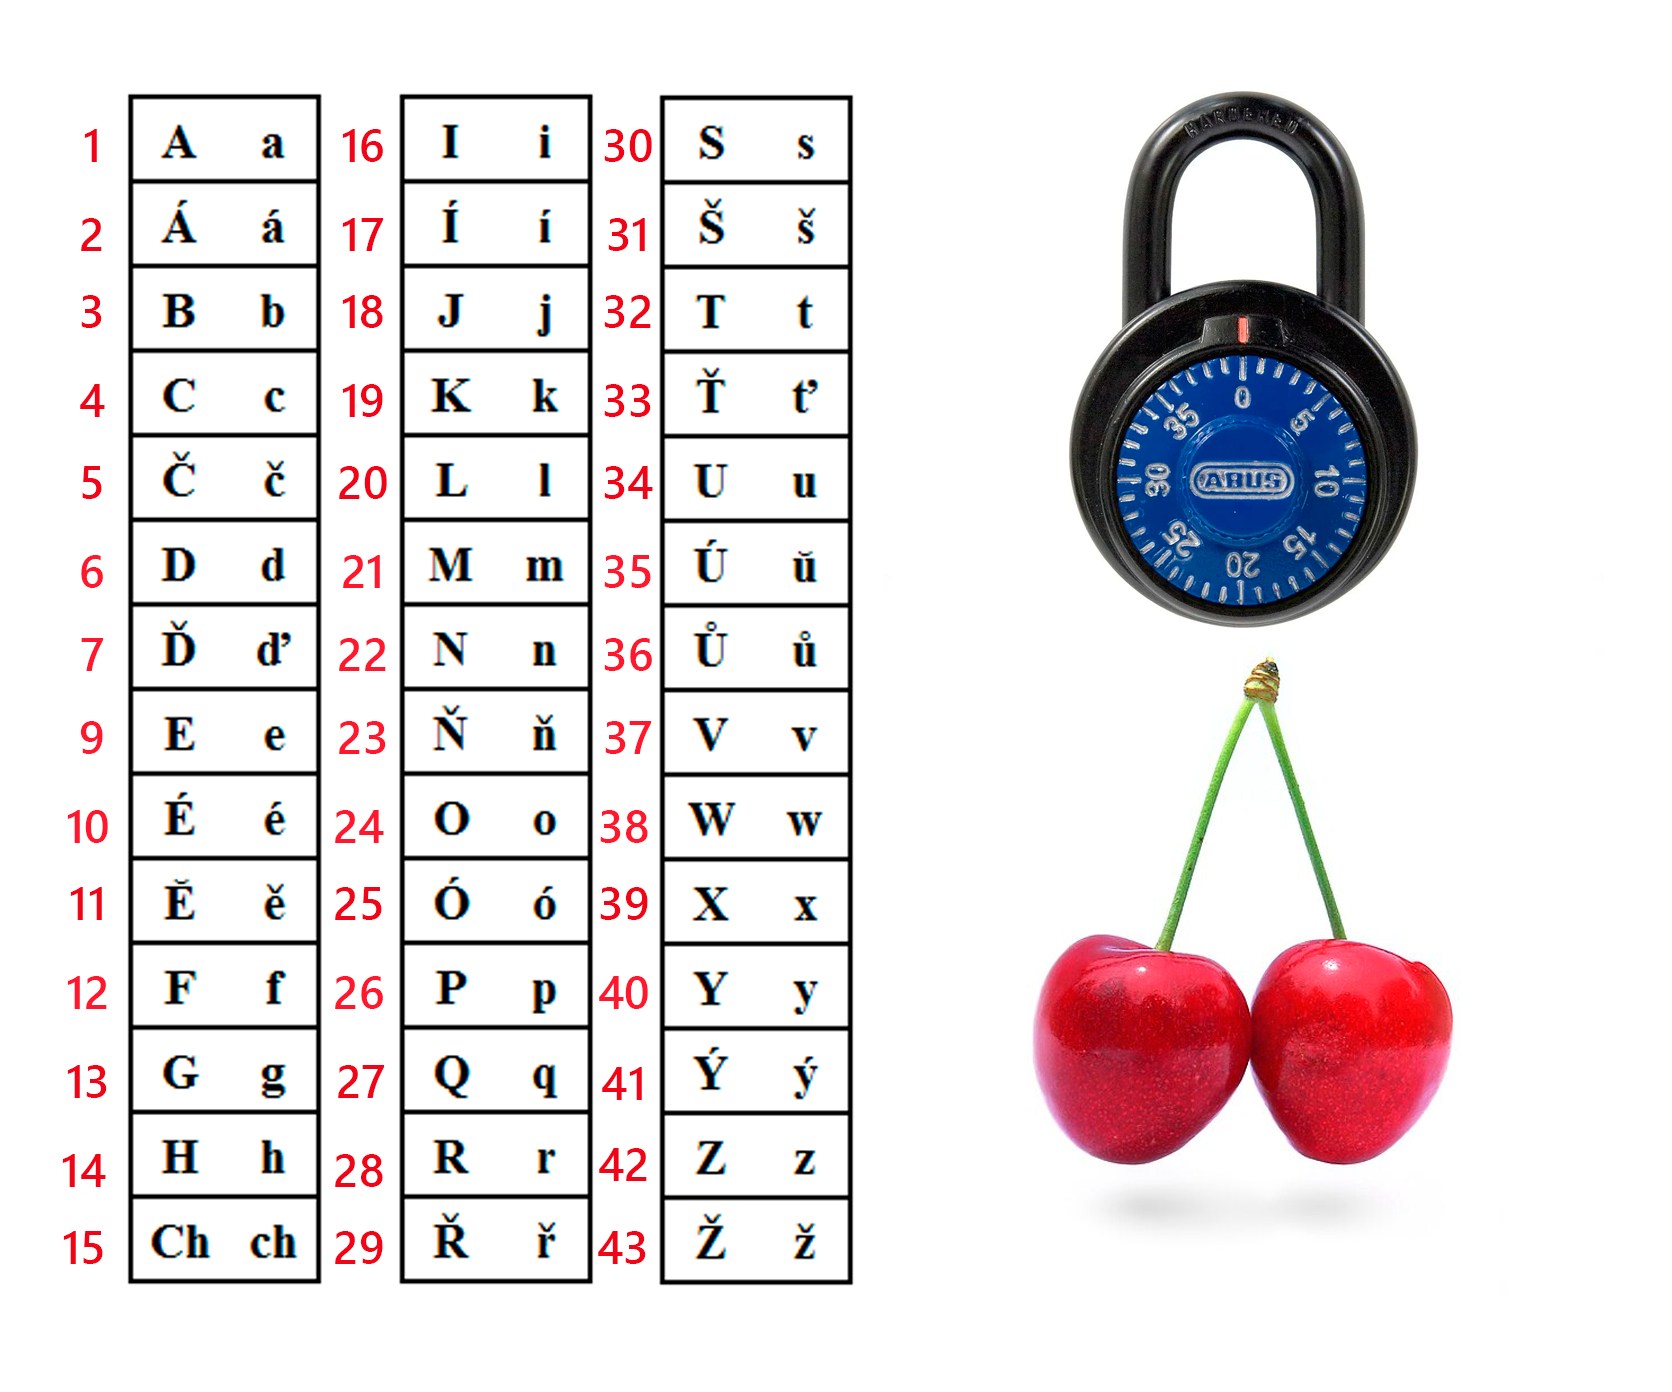 1 A a
2 Á á
3 B b
4 C c
5 Č č
6 D d
7 Ď ď
9 E e
10 É é
11 Ĕ ě
12 F f
13 G g
14 H h
15 Ch ch
16 I i
17 Í í
18 J j
19 K k
20 L l
21 M m
22 N n
23 Ň ň
24 O o
25 Ó ó
26 P p
27 Q q
28 R r
29 Ř ř
30 S s
31 Š š
32 T t
33 Ť ť
34 U u
35 Ú ŭ
36 Ů ů
37 V v
38 W w
39 X x
40 Y y
41 Ý ý
42 Z z
43 Ž ž
HARDENED
0
5
10
15
20
25
30
35
ABUS